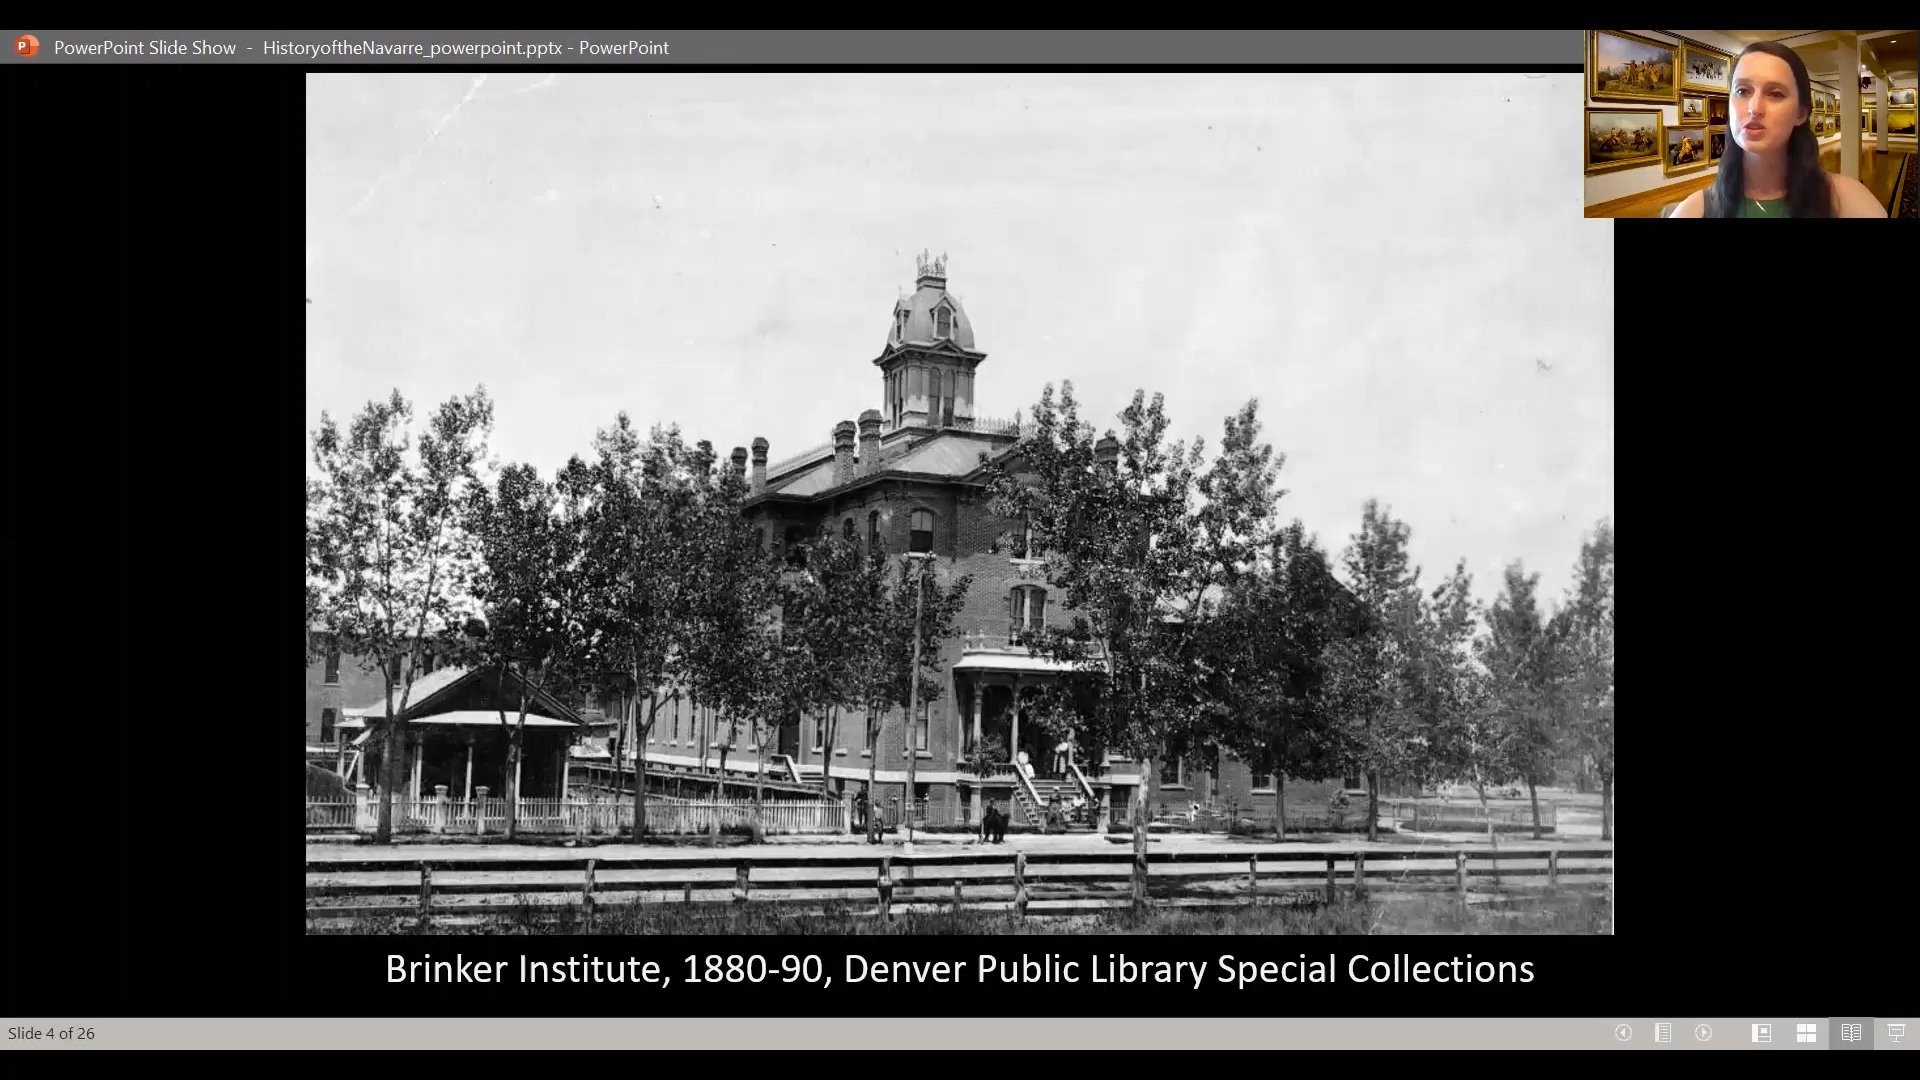 PowerPoint Slide Show - HistoryoftheNavarre_powerpoint.pptx - PowerPoint
Brinker Institute, 1880-90, Denver Public Library Special Collections
Slide 4 of 26